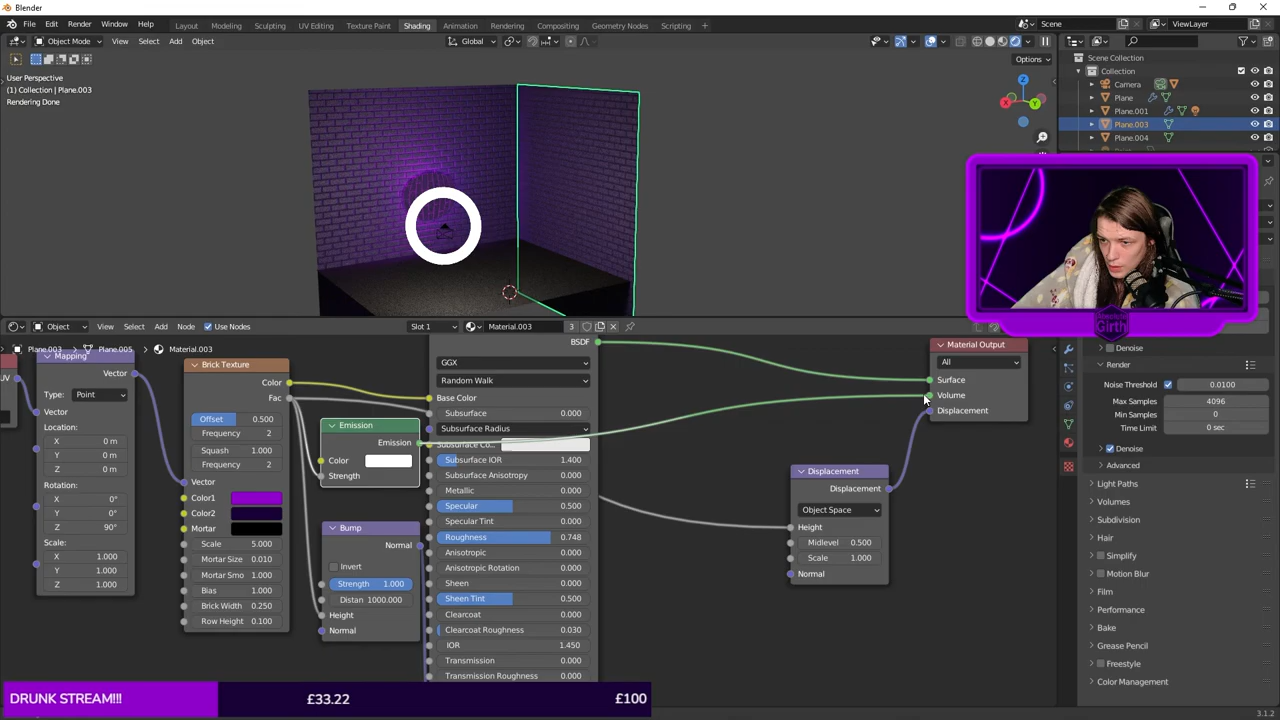 Blender
File Edit Render Window Help
Layout Modeling Sculpting UV Editing Texture Paint Shading Animation Rendering Compositing Geometry Nodes Scripting +
Scene
ViewLayer
Object Mode View Select Add Object
Global
Options
User Perspective
(1) Collection | Plane.003
Rendering Done
Z
X
Y
Scene Collection
Collection
Camera
Plane
Plane.001
Plane.003
Plane.004
Girth
Object View Select Add Node Use Nodes
Slot 1
Material.003
3
Plane.003 Plane.005 Material.003
UV
Mapping
Vector
Type: Point
Vector
Location:
X 0 m
Y 0 m
Z 0 m
Rotation:
X 0°
Y 0°
Z 90°
Scale:
X 1.000
Y 1.000
Z 1.000
Brick Texture
Color
Fac
Offset 0.500
Frequency 2
Squash 1.000
Frequency 2
Vector
Color1
Color2
Mortar
Scale 5.000
Mortar Size 0.010
Mortar Smo 1.000
Bias 1.000
Brick Width 0.250
Row Height 0.100
Emission
Emission
Color
Strength
Bump
Normal
Invert
Strength 1.000
Distan 1000.000
Height
Normal
BSDF
GGX
Random Walk
Base Color
Subsurface 0.000
Subsurface Radius
Subsurface Co...
Subsurface IOR 1.400
Subsurface Anisotropy 0.000
Metallic 0.000
Specular 0.500
Specular Tint 0.000
Roughness 0.748
Anisotropic 0.000
Anisotropic Rotation 0.000
Sheen 0.000
Sheen Tint 0.500
Clearcoat 0.000
Clearcoat Roughness 0.030
IOR 1.450
Transmission 0.000
Transmission Roughness 0.000
Displacement
Displacement
Object Space
Height
Midlevel 0.500
Scale 1.000
Normal
Material Output
All
Surface
Volume
Displacement
Denoise
Render
Noise Threshold 0.0100
Max Samples 4096
Min Samples 0
Time Limit 0 sec
Denoise
Advanced
Light Paths
Volumes
Subdivision
Hair
Simplify
Motion Blur
Film
Performance
Bake
Grease Pencil
Freestyle
Color Management
DRUNK STREAM!!! £33.22 £100
3.1.2